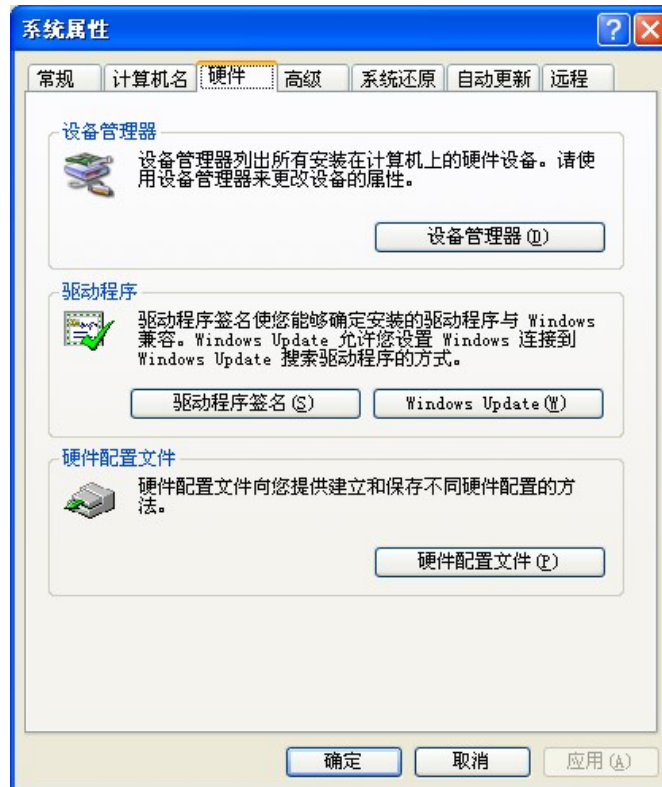 系统属性
常规 计算机名 硬件 高级 系统还原 自动更新 远程
设备管理器
设备管理器列出所有安装在计算机上的硬件设备。请使
用设备管理器来更改设备的属性。
设备管理器(D)
驱动程序
驱动程序签名使您能够确定安装的驱动程序与 Windows
兼容。Windows Update 允许您设置 Windows 连接到
Windows Update 搜索驱动程序的方式。
驱动程序签名(S) Windows Update(W)
硬件配置文件
硬件配置文件向您提供建立和保存不同硬件配置的方
法。
硬件配置文件(P)
确定 取消 应用(A)